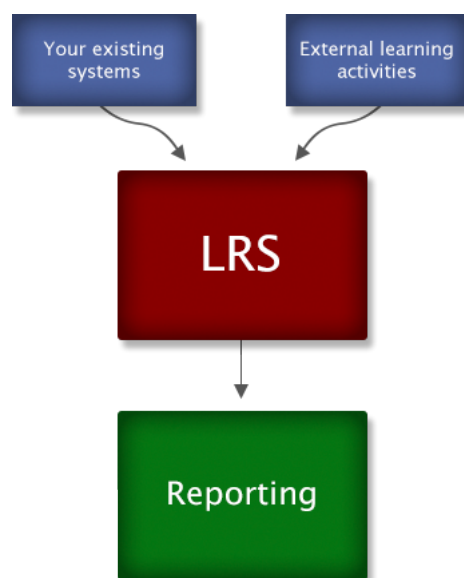 Your existing
systems
External learning
activities
LRS
Reporting